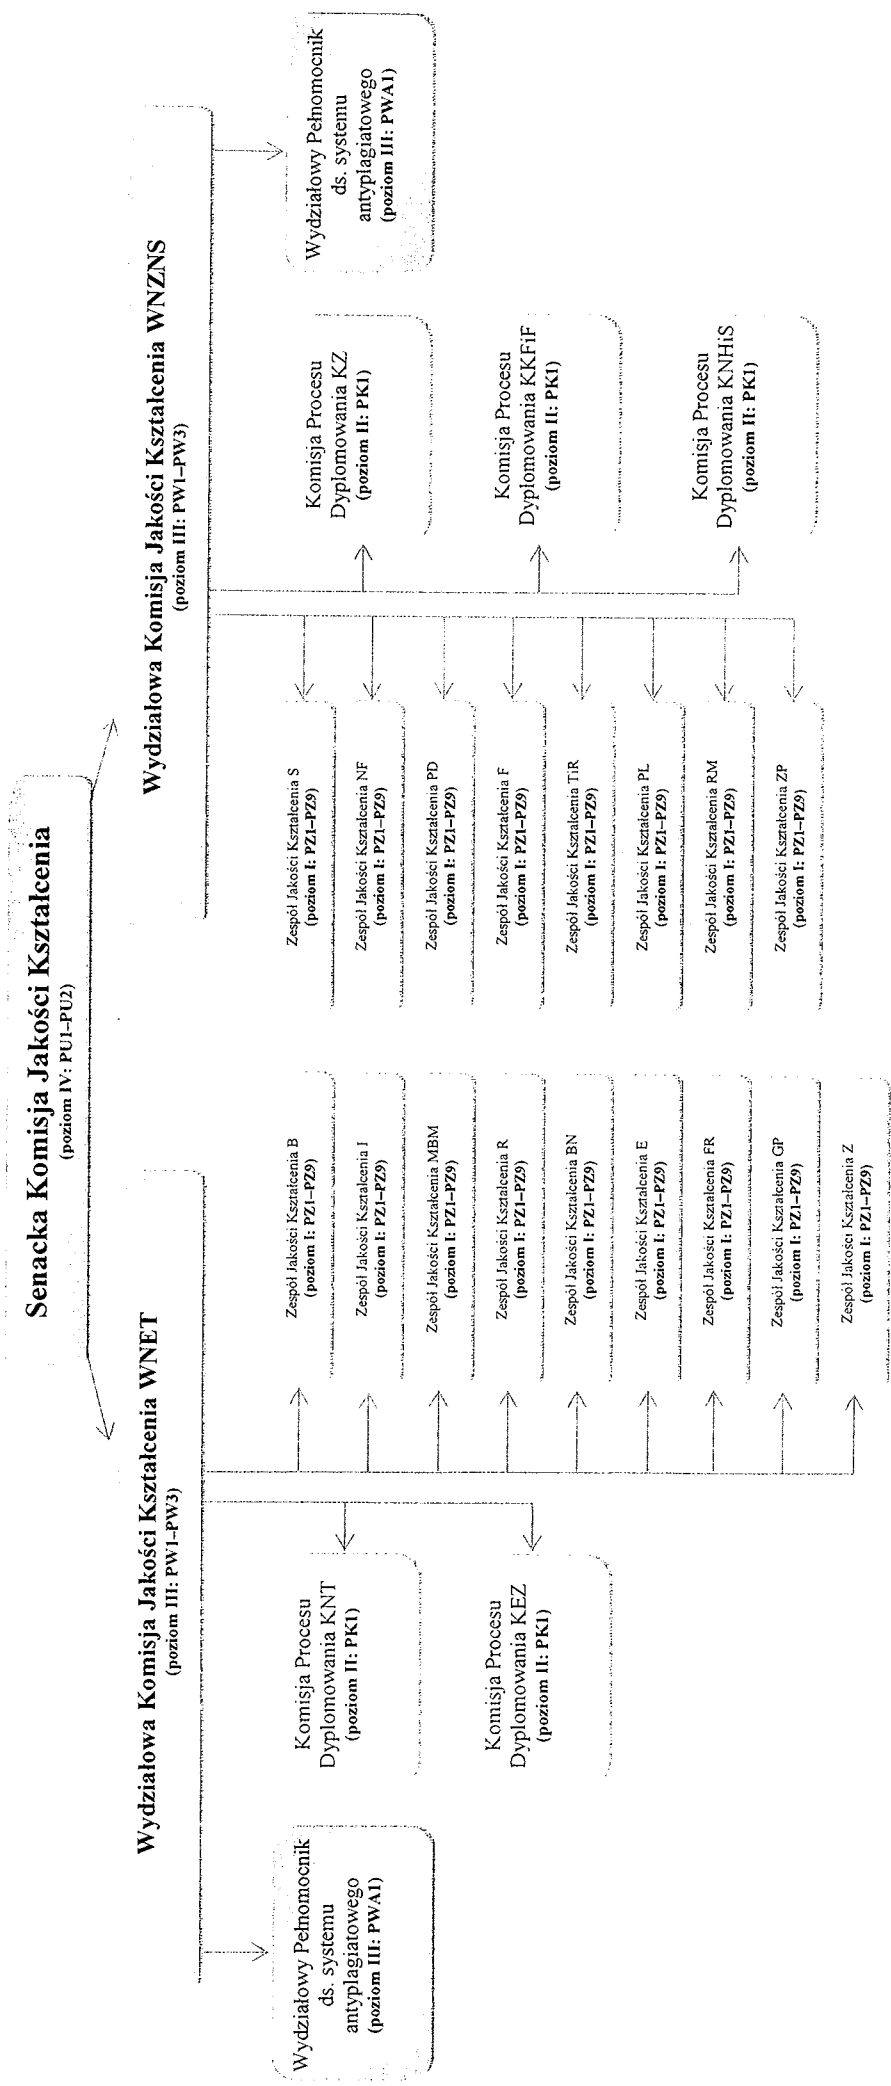 Senacka Komisja Jakości Kształcenia
(poziom IV: PU1–PU2)
Wydziałowa Komisja Jakości Kształcenia WNET
(poziom III: PW1–PW3)
Wydziałowy Pełnomocnik
ds. systemu
antyplagiatowego
(poziom III: PWA1)
Komisja Procesu
Dyplomowania KNT
(poziom II: PK1)
Komisja Procesu
Dyplomowania KEZ
(poziom II: PK1)
Zespół Jakości Kształcenia B
(poziom I: PZ1–PZ9)
Zespół Jakości Kształcenia I
(poziom I: PZ1–PZ9)
Zespół Jakości Kształcenia MBM
(poziom I: PZ1–PZ9)
Zespół Jakości Kształcenia R
(poziom I: PZ1–PZ9)
Zespół Jakości Kształcenia BN
(poziom I: PZ1–PZ9)
Zespół Jakości Kształcenia E
(poziom I: PZ1–PZ9)
Zespół Jakości Kształcenia FR
(poziom I: PZ1–PZ9)
Zespół Jakości Kształcenia GP
(poziom I: PZ1–PZ9)
Zespół Jakości Kształcenia Z
(poziom I: PZ1–PZ9)
Wydziałowa Komisja Jakości Kształcenia WNZNS
(poziom III: PW1–PW3)
Zespół Jakości Kształcenia S
(poziom I: PZ1–PZ9)
Zespół Jakości Kształcenia NF
(poziom I: PZ1–PZ9)
Zespół Jakości Kształcenia PD
(poziom I: PZ1–PZ9)
Zespół Jakości Kształcenia F
(poziom I: PZ1–PZ9)
Zespół Jakości Kształcenia TiR
(poziom I: PZ1–PZ9)
Zespół Jakości Kształcenia PL
(poziom I: PZ1–PZ9)
Zespół Jakości Kształcenia RM
(poziom I: PZ1–PZ9)
Zespół Jakości Kształcenia ZP
(poziom I: PZ1–PZ9)
Komisja Procesu
Dyplomowania KZ
(poziom II: PK1)
Komisja Procesu
Dyplomowania KKFiF
(poziom II: PK1)
Komisja Procesu
Dyplomowania KNHiS
(poziom II: PK1)
Wydziałowy Pełnomocnik
ds. systemu
antyplagiatowego
(poziom III: PWA1)